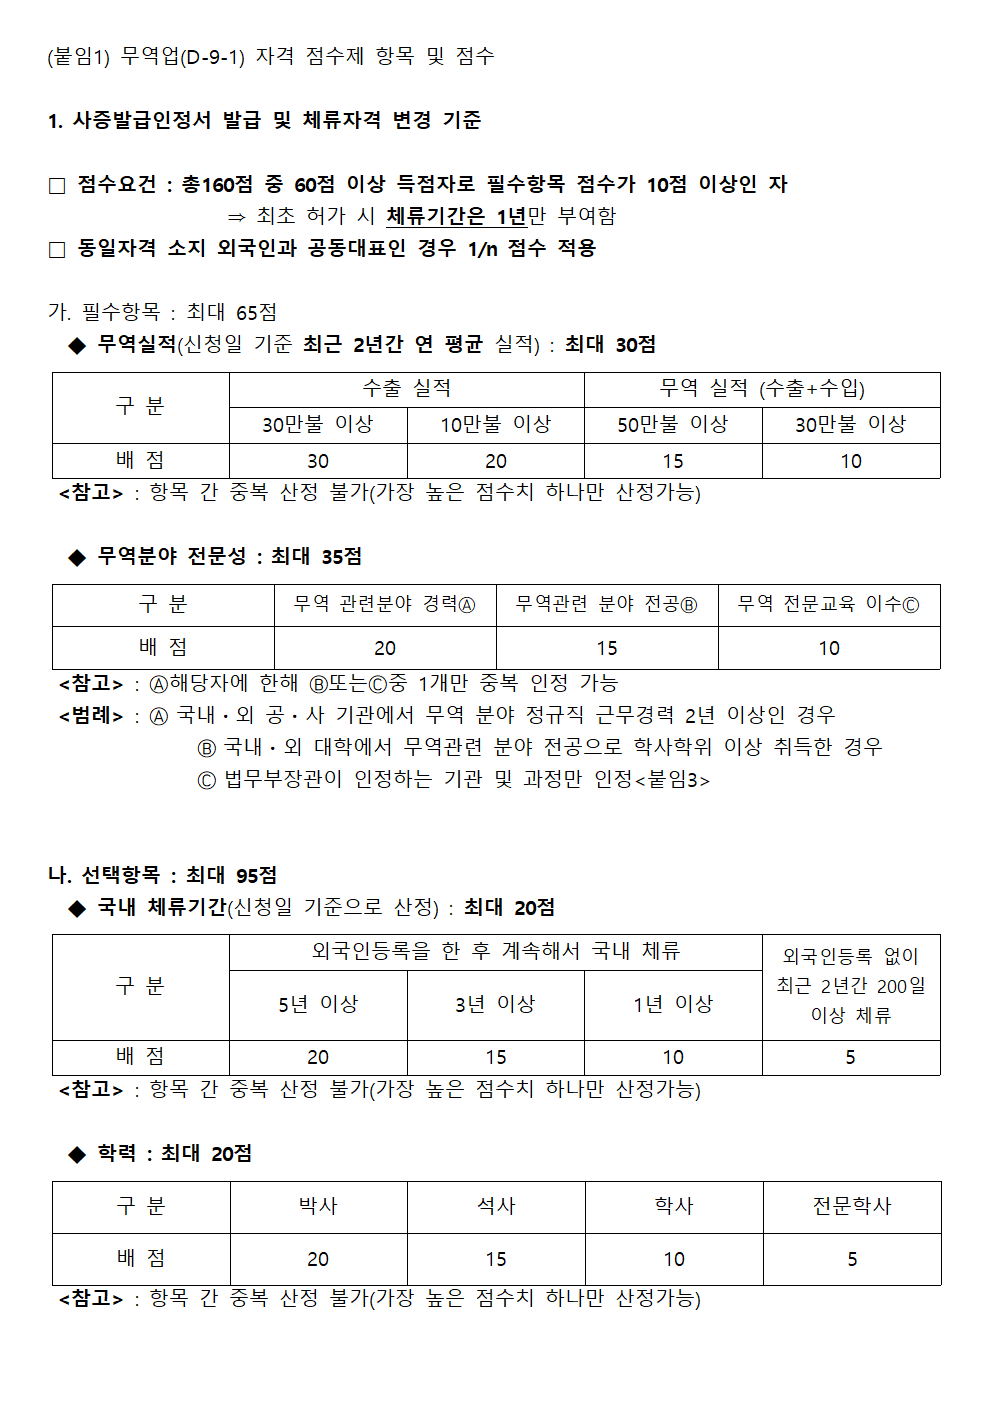 (붙임1) 무역업(D-9-1) 자격 점수제 항목 및 점수
1. 사증발급인정서 발급 및 체류자격 변경 기준
□ 점수요건 : 총160점 중 60점 이상 득점자로 필수항목 점수가 10점 이상인 자
⇒ 최초 허가 시 체류기간은 1년만 부여함
□ 동일자격 소지 외국인과 공동대표인 경우 1/n 점수 적용
가. 필수항목 : 최대 65점
◆ 무역실적(신청일 기준 최근 2년간 연 평균 실적) : 최대 30점
구 분 수출 실적 무역 실적 (수출+수입)
30만불 이상 10만불 이상 50만불 이상 30만불 이상
배 점 30 20 15 10
<참고> : 항목 간 중복 산정 불가(가장 높은 점수치 하나만 산정가능)
◆ 무역분야 전문성 : 최대 35점
구 분 무역 관련분야 경력Ⓐ 무역관련 분야 전공Ⓑ 무역 전문교육 이수Ⓒ
배 점 20 15 10
<참고> : Ⓐ해당자에 한해 Ⓑ또는Ⓒ중 1개만 중복 인정 가능
<범례> : Ⓐ 국내・외 공・사 기관에서 무역 분야 정규직 근무경력 2년 이상인 경우
Ⓑ 국내・외 대학에서 무역관련 분야 전공으로 학사학위 이상 취득한 경우
Ⓒ 법무부장관이 인정하는 기관 및 과정만 인정<붙임3>
나. 선택항목 : 최대 95점
◆ 국내 체류기간(신청일 기준으로 산정) : 최대 20점
구 분 외국인등록을 한 후 계속해서 국내 체류 외국인등록 없이
최근 2년간 200일
이상 체류
5년 이상 3년 이상 1년 이상
배 점 20 15 10 5
<참고> : 항목 간 중복 산정 불가(가장 높은 점수치 하나만 산정가능)
◆ 학력 : 최대 20점
구 분 박사 석사 학사 전문학사
배 점 20 15 10 5
<참고> : 항목 간 중복 산정 불가(가장 높은 점수치 하나만 산정가능)